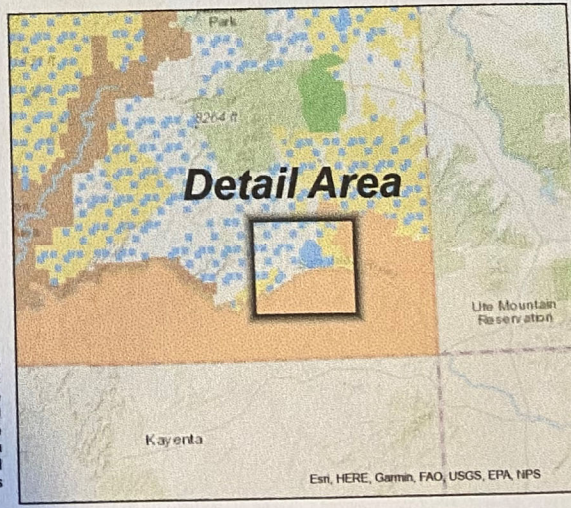 Park
8264 ft
Detail Area
Ute Mountain
Reservation
Kayenta
Esri, HERE, Garmin, FAO, USGS, EPA, NPS